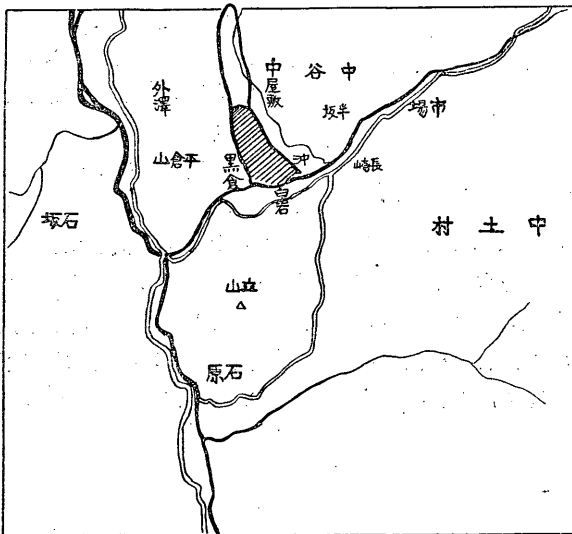 中谷
外澤
中屋敷
市場
半坂
平倉山
黒倉
沖
長崎
白岩
石坂
中土村
立山
石原